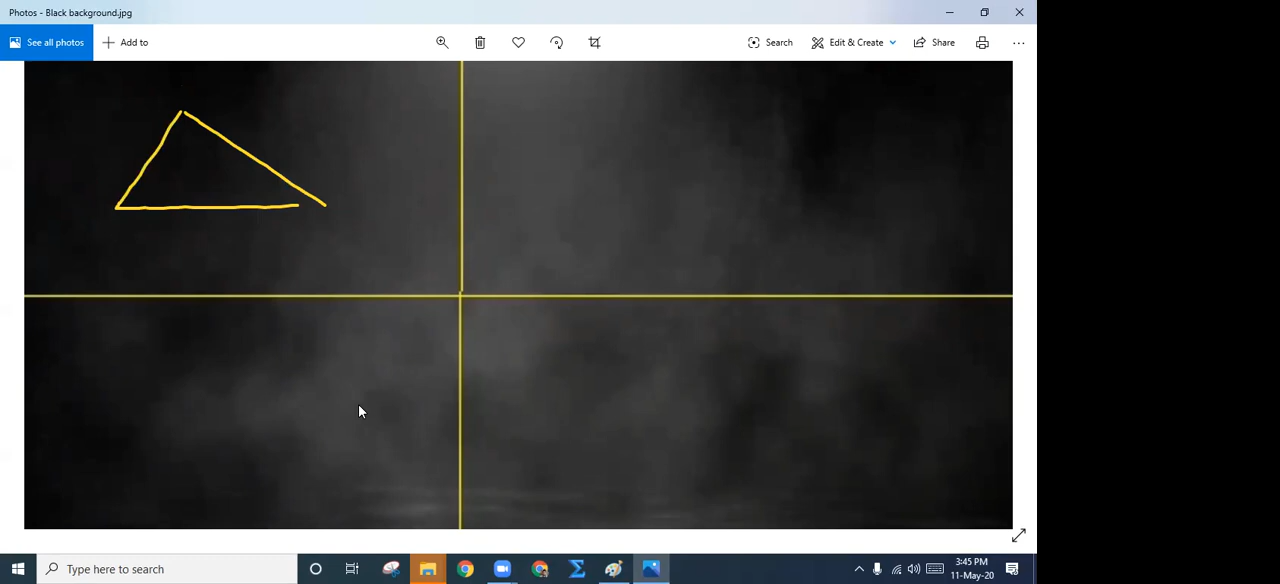 Photos - Black background.jpg
See all photos
Add to
Search
Edit & Create
Share
Type here to search
3:45 PM
11-May-20